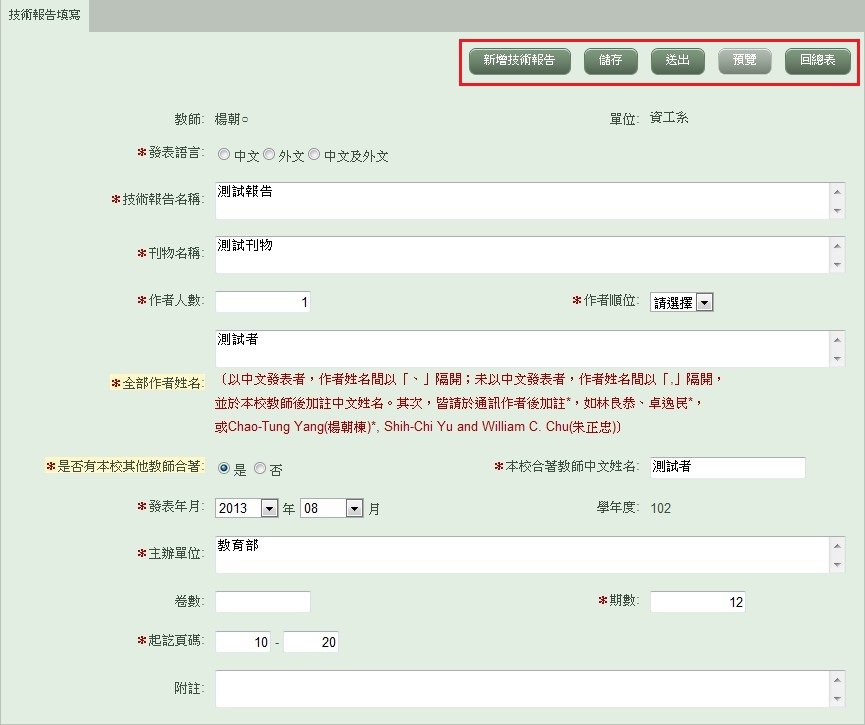 技術報告填寫
新增技術報告 儲存 送出 預覽 回總表
教師: 楊朝○ 單位: 資工系
*發表語言: 中文 外文 中文及外文
*技術報告名稱: 測試報告
*刊物名稱: 測試刊物
*作者人數: 1 *作者順位: 請選擇
測試者
*全部作者姓名: 〔以中文發表者，作者姓名間以「、」隔開；未以中文發表者，作者姓名間以「,」隔開，
並於本校教師後加註中文姓名。其次，皆請於通訊作者後加註*，如林良恭、卓逸民*，
或Chao-Tung Yang(楊朝棟)*, Shih-Chi Yu and William C. Chu(朱正忠)〕
*是否有本校其他教師合著: 是 否 *本校合著教師中文姓名: 測試者
*發表年月: 2013 年 08 月 學年度: 102
*主辦單位: 教育部
卷數: *期數: 12
*起訖頁碼: 10 - 20
附註: